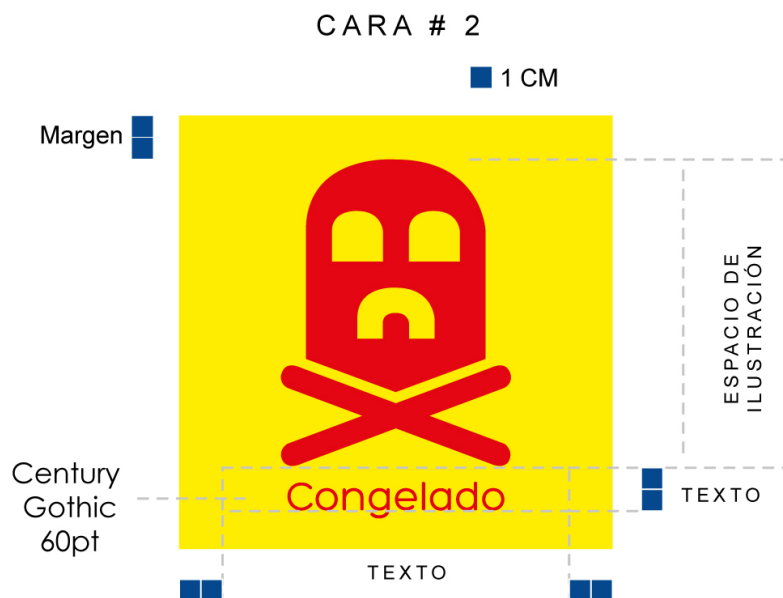 CARA # 2
1 CM
Margen
ESPACIO DE
ILUSTRACIÓN
Century
Gothic
60pt
Congelado
TEXTO
TEXTO